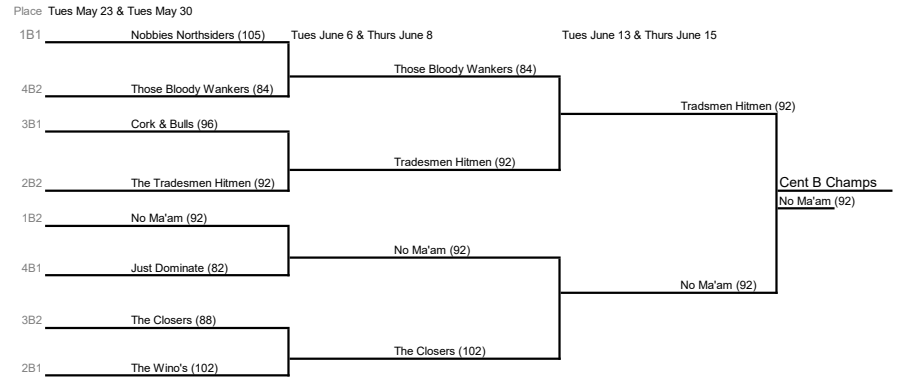 Place Tues May 23 & Tues May 30
1B1 Nobbies Northsiders (105) Tues June 6 & Thurs June 8 Tues June 13 & Thurs June 15
Those Bloody Wankers (84)
4B2 Those Bloody Wankers (84)
Tradsmen Hitmen (92)
3B1 Cork & Bulls (96)
Tradesmen Hitmen (92)
2B2 The Tradesmen Hitmen (92)
Cent B Champs
No Ma'am (92)
1B2 No Ma'am (92)
No Ma'am (92)
4B1 Just Dominate (82)
No Ma'am (92)
3B2 The Closers (88)
The Closers (102)
2B1 The Wino's (102)